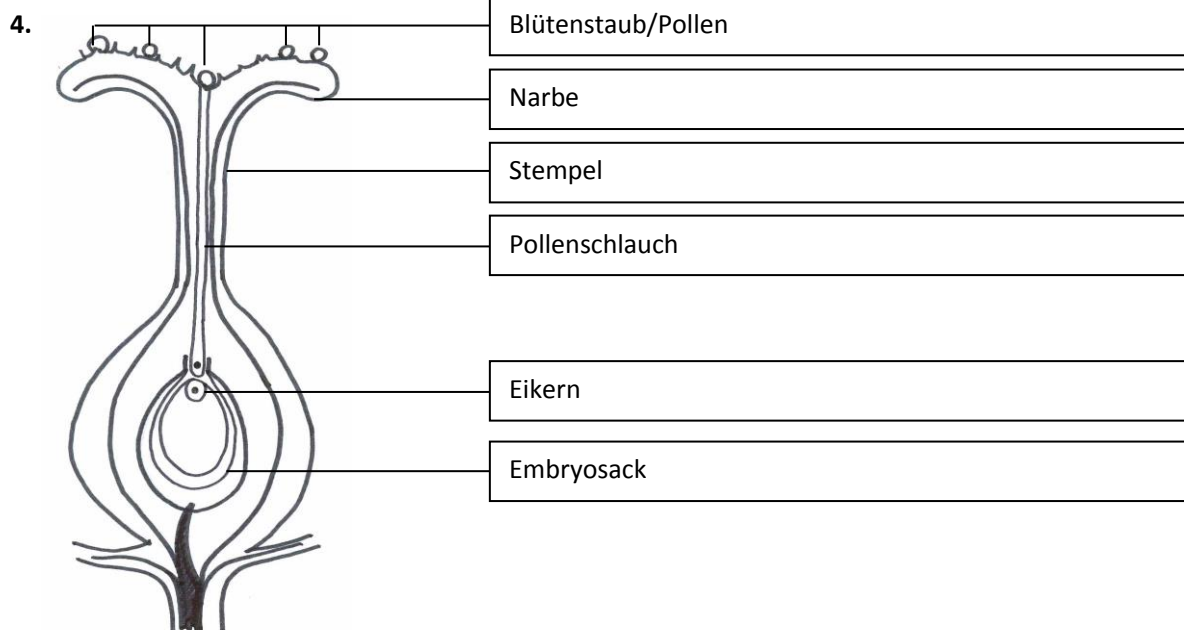 4.
Blütenstaub/Pollen
Narbe
Stempel
Pollenschlauch
Eikern
Embryosack